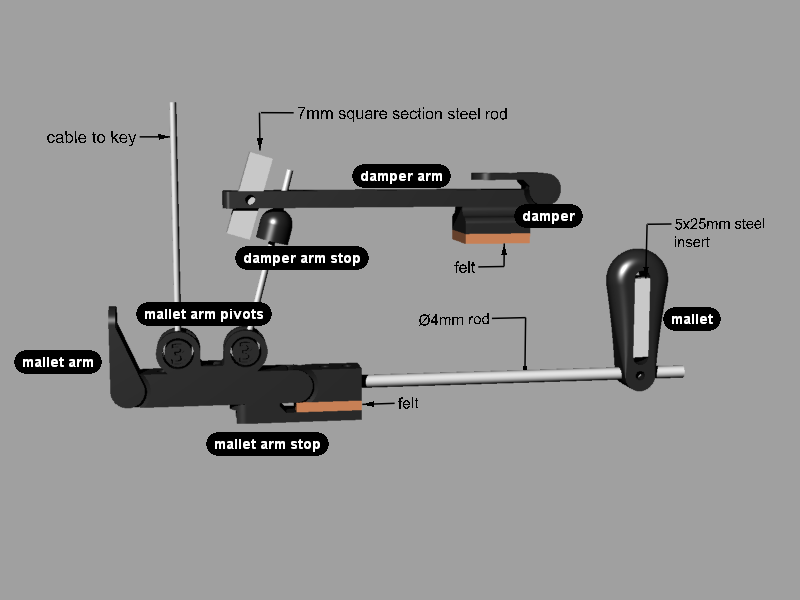 7mm square section steel rod
cable to key
damper arm
damper
5x25mm steel
insert
damper arm stop
felt
mallet arm pivots
Ø4mm rod
mallet
mallet arm
felt
mallet arm stop